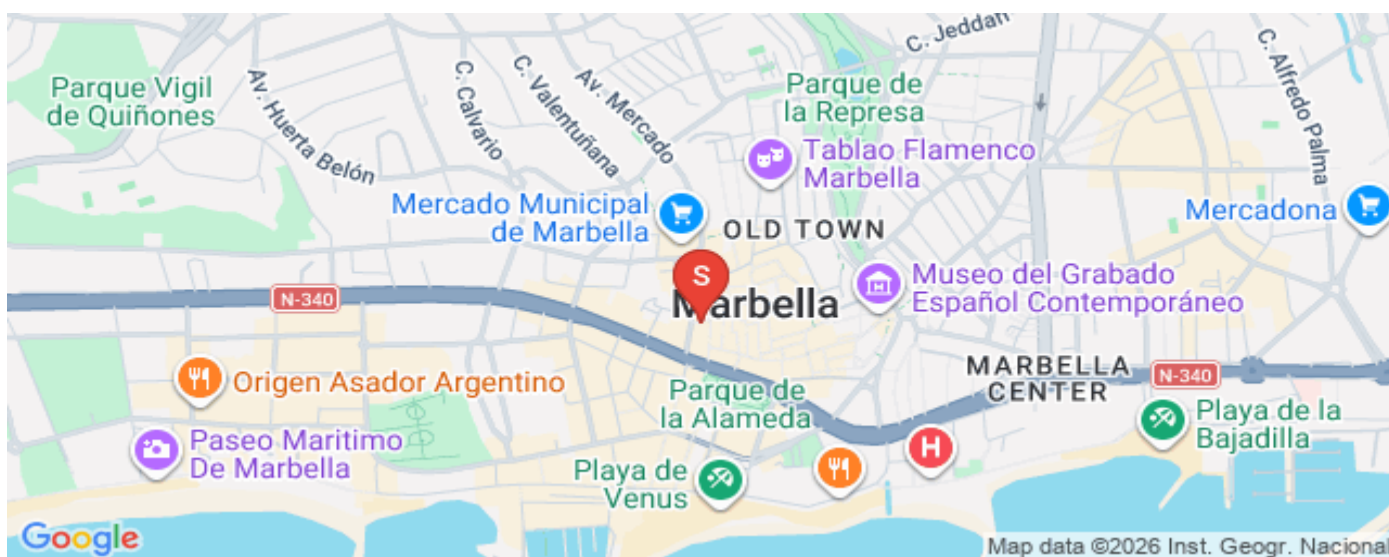 C. Jeddah
Parque Vigil
de Quiñones
Av. Huerta Belón
C. Calvario
C. Valentuñana
Av. Mercado
Parque de
la Represa
C. Alfredo Palma
Tablao Flamenco
Marbella
Mercado Municipal
de Marbella
OLD TOWN
Mercadona
S
Marbella
Museo del Grabado
Español Contemporáneo
N-340
Origen Asador Argentino
MARBELLA
CENTER
N-340
Parque de
la Alameda
Paseo Maritimo
De Marbella
Playa de
Venus
H
Playa de la
Bajadilla
Google
Map data ©2026 Inst. Geogr. Nacional